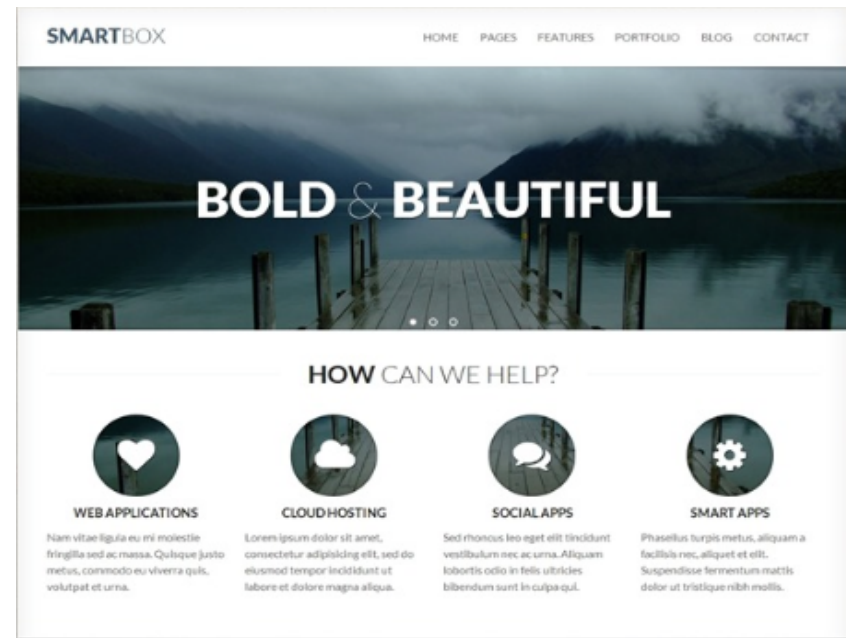 SMARTBOX
HOME PAGES FEATURES PORTFOLIO BLOG CONTACT
BOLD & BEAUTIFUL
HOW CAN WE HELP?
WEB APPLICATIONS
Nam vitae ligula eu mi molestie
fringilla sed ac massa. Quisque justo
metus, commodo eu viverra quis,
volutpat et urna.
CLOUD HOSTING
Lorem ipsum dolor sit amet,
consectetur adipisicing elit, sed do
eiusmod tempor incididunt ut
labore et dolore magna aliqua.
SOCIAL APPS
Sed rhoncus leo eget elit tincidunt
vestibulum nec ac urna. Aliquam
lobortis odio in felis ultricies
bibendum sunt in culpa qui.
SMART APPS
Phasellus turpis metus, aliquam a
facilisis nec, aliquet et elit.
Suspendisse fermentum mattis
dolor ut tristique nibh mollis.